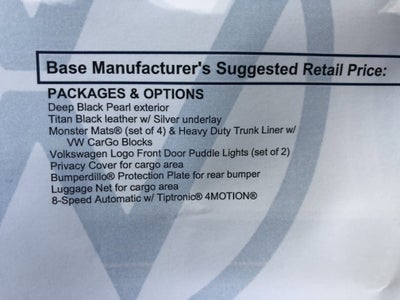 Base Manufacturer's Suggested Retail Price:
PACKAGES & OPTIONS
Deep Black Pearl exterior
Titan Black leather w/ Silver underlay
Monster Mats® (set of 4) & Heavy Duty Trunk Liner w/
VW CarGo Blocks
Volkswagen Logo Front Door Puddle Lights (set of 2)
Privacy Cover for cargo area
Bumperdillo® Protection Plate for rear bumper
Luggage Net for cargo area
8-Speed Automatic w/ Tiptronic® 4MOTION®